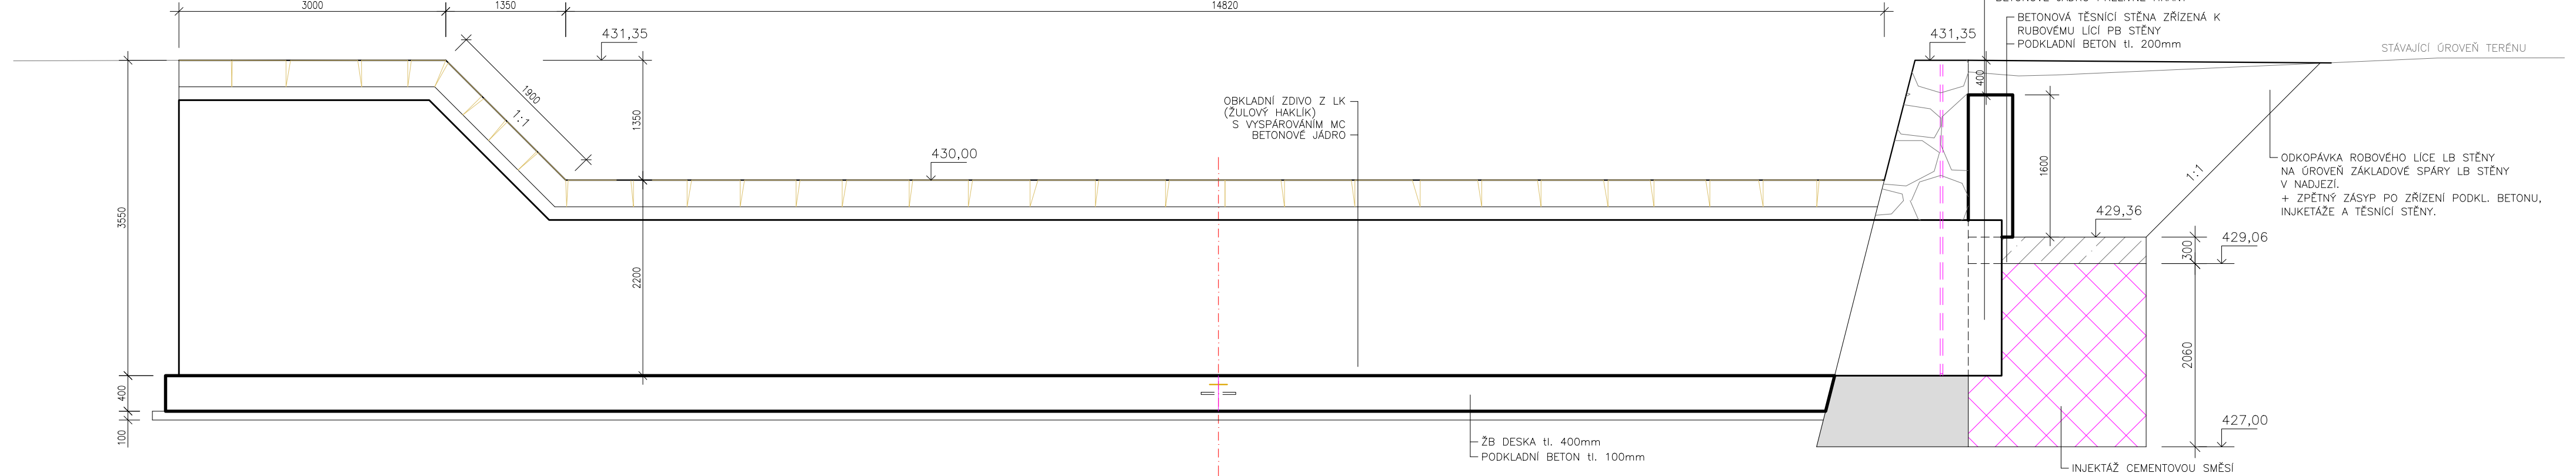 3000
1350
14820
BETONOVÁ TĚSNÍCÍ STĚNA ZŘÍZENÁ K
RUBOVÉMU LÍCÍ PB STĚNY
PODKLADNÍ BETON tl. 200mm
STÁVAJÍCÍ ÚROVEŇ TERÉNU
431,35
431,35
400
1900
1:1
1350
OBKLADNÍ ZDIVO Z LK
(ŽULOVÝ HAKLÍK)
S VYSPÁROVÁNÍM MC
BETONOVÉ JÁDRO
430,00
1600
1:1
ODKOPÁVKA ROBOVÉHO LÍCE LB STĚNY
NA ÚROVEŇ ZÁKLADOVÉ SPÁRY LB STĚNY
V NADJEZÍ.
+ ZPĚTNÝ ZÁSYP PO ZŘÍZENÍ PODKL. BETONU,
INJKETÁŽE A TĚSNÍCÍ STĚNY.
3550
2200
429,36
300
429,06
2060
400
100
427,00
ŽB DESKA tl. 400mm
PODKLADNÍ BETON tl. 100mm
INJEKTÁŽ CEMENTOVOU SMĚSÍ